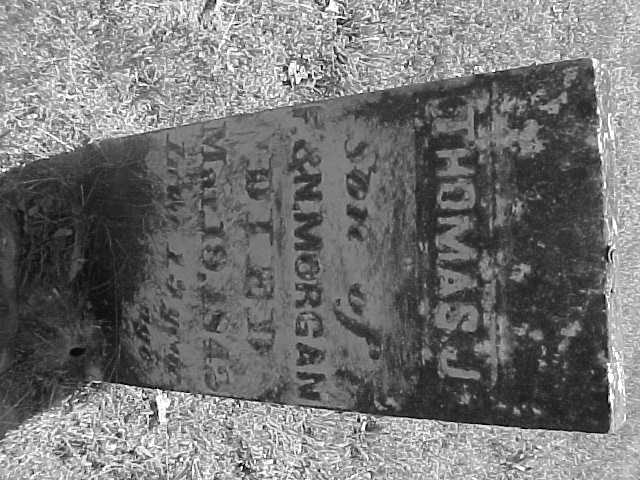 THOMAS J.
Son of
F. & N. MORGAN
DIED
Mar. 19, 1845